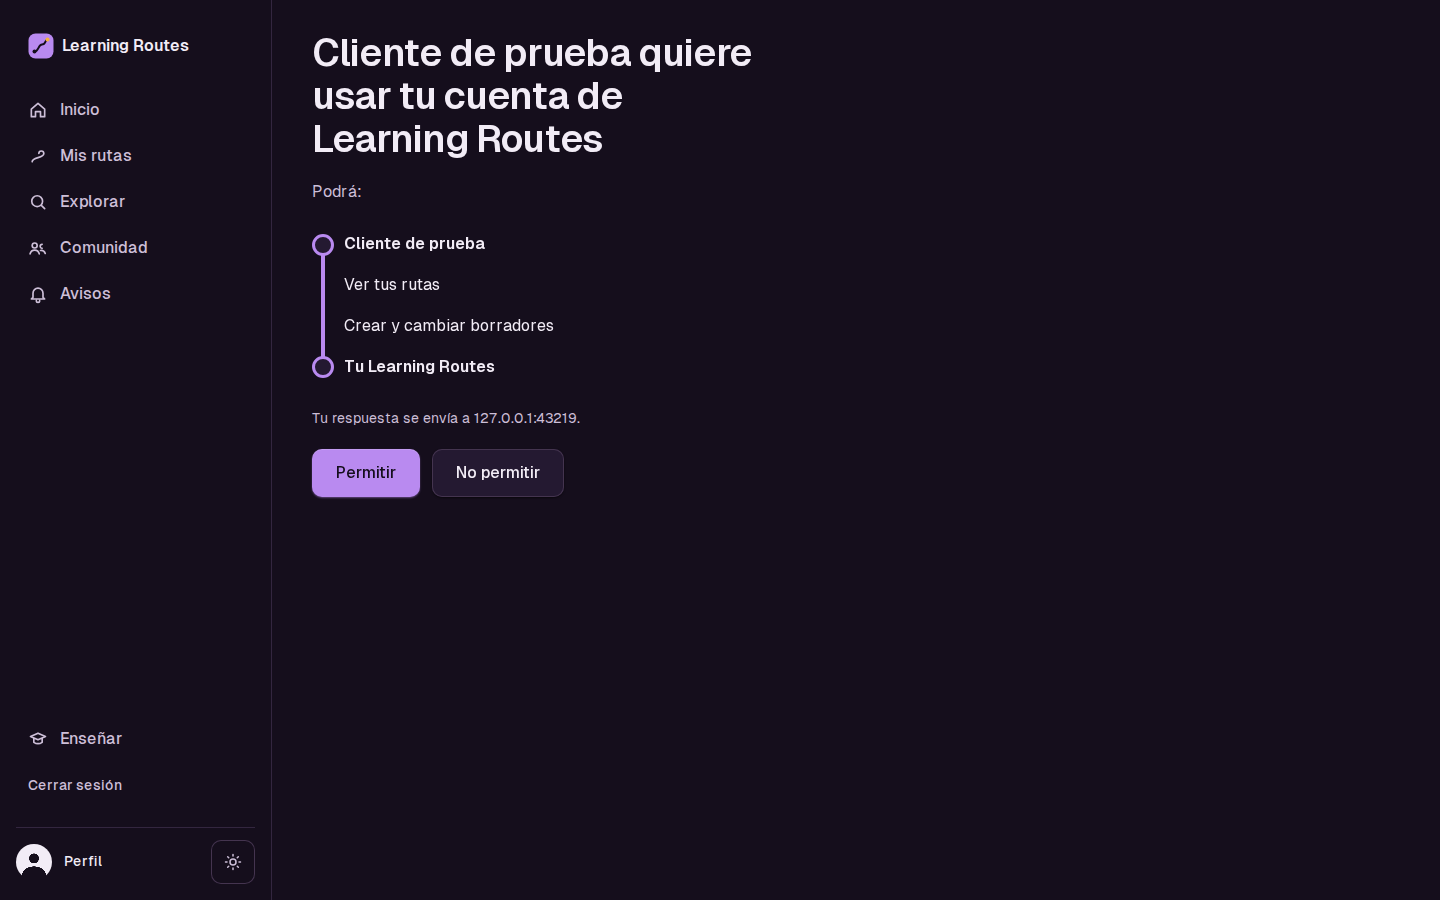 Learning Routes
Inicio
Mis rutas
Explorar
Comunidad
Avisos
Enseñar
Cerrar sesión
Perfil
Cliente de prueba quiere
usar tu cuenta de
Learning Routes
Podrá:
Cliente de prueba
Ver tus rutas
Crear y cambiar borradores
Tu Learning Routes
Tu respuesta se envía a 127.0.0.1:43219.
Permitir
No permitir